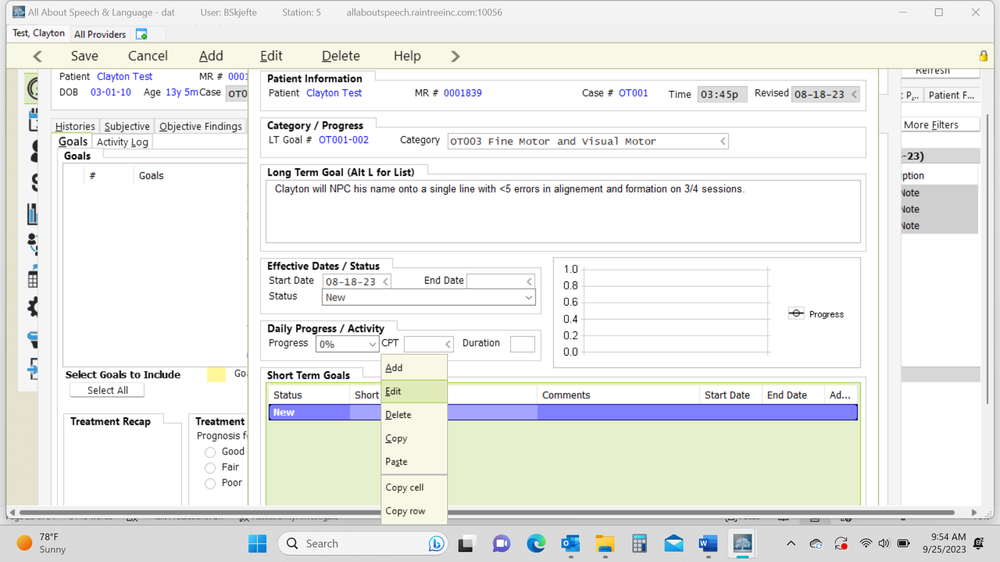 All About Speech & Language - dat User: BSkjefte Station: 5 allaboutspeech.raintreeinc.com:10056
Test, Clayton All Providers
Save Cancel Add Edit Delete Help
Patient Clayton Test MR # 0001
DOB 03-01-10 Age 13y 5m Case OT0
Histories Subjective Objective Findings
Goals Activity Log
Goals
# Goals
Select Goals to Include Goa
Select All
Treatment Recap
Treatment
Prognosis f
Good
Fair
Poor
Patient Information
Patient Clayton Test MR # 0001839 Case # OT001 Time 03:45p Revised 08-18-23
Category / Progress
LT Goal # OT001-002 Category OT003 Fine Motor and Visual Motor
Long Term Goal (Alt L for List)
Clayton will NPC his name onto a single line with <5 errors in alignement and formation on 3/4 sessions.
Effective Dates / Status
Start Date 08-18-23 End Date
Status New
Daily Progress / Activity
Progress 0% CPT Duration
1.0
0.8
0.6
0.4
0.2
0.0
Progress
Short Term Goals
Status Short Comments Start Date End Date Ad...
New
Add
Edit
Delete
Copy
Paste
Copy cell
Copy row
Refresh
t P... Patient F...
More Filters
-23)
ption
Note
Note
Note
78°F
Sunny
Search
9:54 AM
9/25/2023